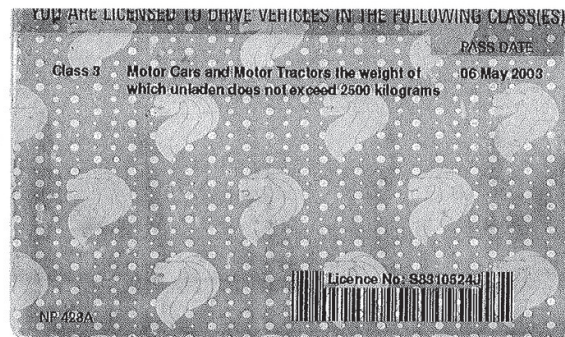 YOU ARE LICENSED TO DRIVE VEHICLES IN THE FOLLOWING CLASS(ES)
PASS DATE
Class 3 Motor Cars and Motor Tractors the weight of 06 May 2003
which unladen does not exceed 2500 kilograms
Licence No: S8310524J
NP 428A